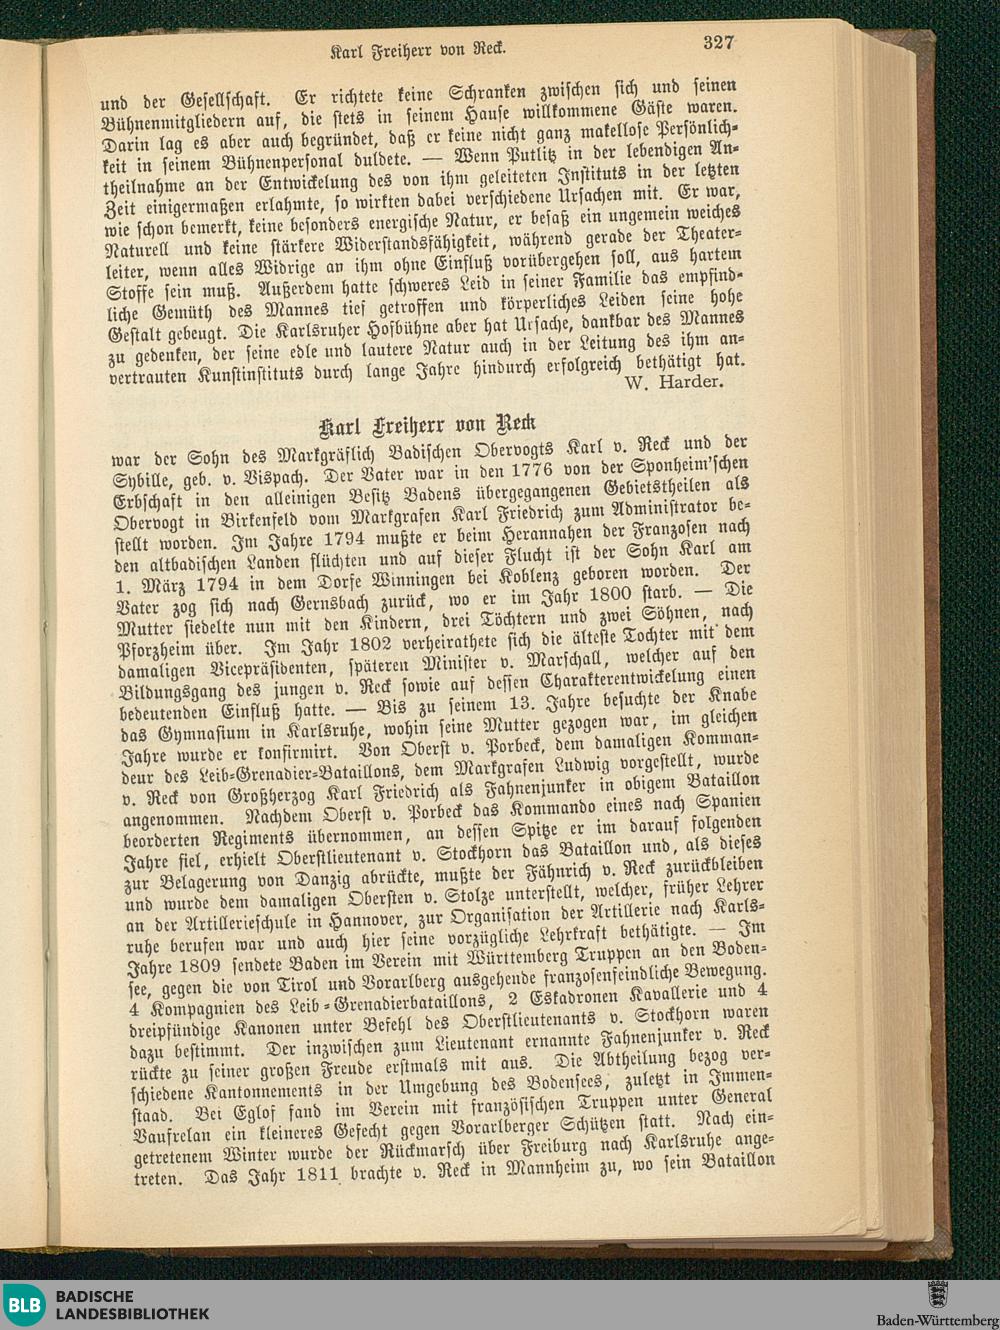 Karl Freiherr von Reck. 327
und der Gesellschaft. Er richtete keine Schranken zwischen sich und seinen
Bühnenmitgliedern auf, die stets in seinem Hause willkommene Gäste waren.
Darin lag es aber auch begründet, daß er keine nicht ganz makellose Persönlich-
keit in seinem Bühnenpersonal duldete. — Wenn Putlitz in der lebendigen An-
theilnahme an der Entwickelung des von ihm geleiteten Instituts in der letzten
Zeit einigermaßen erlahmte, so wirkten dabei verschiedene Ursachen mit. Er war,
wie schon bemerkt, keine besonders energische Natur, er besaß ein ungemein weiches
Naturell und keine stärkere Widerstandsfähigkeit, während gerade der Theater-
leiter, wenn alles Widrige an ihm ohne Einfluß vorübergehen soll, aus hartem
Stoffe sein muß. Außerdem hatte schweres Leid in seiner Familie das empfind-
liche Gemüth des Mannes tief getroffen und körperliches Leiden seine hohe
Gestalt gebeugt. Die Karlsruher Hofbühne aber hat Ursache, dankbar des Mannes
zu gedenken, der seine edle und lautere Natur auch in der Leitung des ihm an-
vertrauten Kunstinstituts durch lange Jahre hindurch erfolgreich bethätigt hat.
W. Harder.
Karl Freiherr von Reck
war der Sohn des Markgräflich Badischen Obervogts Karl v. Reck und der
Sybille, geb. v. Vispach. Der Vater war in den 1776 von der Sponheim'schen
Erbschaft in den alleinigen Besitz Badens übergegangenen Gebietstheilen als
Obervogt in Birkenfeld vom Markgrafen Karl Friedrich zum Administrator be-
stellt worden. Im Jahre 1794 mußte er beim Herannahen der Franzosen nach
den altbadischen Landen flüchten und auf dieser Flucht ist der Sohn Karl am
1. März 1794 in dem Dorfe Winningen bei Koblenz geboren worden. Der
Vater zog sich nach Gernsbach zurück, wo er im Jahr 1800 starb. — Die
Mutter siedelte nun mit den Kindern, drei Töchtern und zwei Söhnen, nach
Pforzheim über. Im Jahr 1802 verheirathete sich die älteste Tochter mit dem
damaligen Vicepräsidenten, späteren Minister v. Marschall, welcher auf den
Bildungsgang des jungen v. Reck sowie auf dessen Charakterentwickelung einen
bedeutenden Einfluß hatte. — Bis zu seinem 13. Jahre besuchte der Knabe
das Gymnasium in Karlsruhe, wohin seine Mutter gezogen war, im gleichen
Jahre wurde er konfirmirt. Von Oberst v. Porbeck, dem damaligen Komman-
deur des Leib-Grenadier-Bataillons, dem Markgrafen Ludwig vorgestellt, wurde
v. Reck von Großherzog Karl Friedrich als Fahnenjunker in obigem Bataillon
angenommen. Nachdem Oberst v. Porbeck das Kommando eines nach Spanien
beorderten Regiments übernommen, an dessen Spitze er im darauf folgenden
Jahre fiel, erhielt Oberstlieutenant v. Stockhorn das Bataillon und, als dieses
zur Belagerung von Danzig abrückte, mußte der Fähnrich v. Reck zurückbleiben
und wurde dem damaligen Obersten v. Stolze unterstellt, welcher, früher Lehrer
an der Artillerieschule in Hannover, zur Organisation der Artillerie nach Karls-
ruhe berufen war und auch hier seine vorzügliche Lehrkraft bethätigte. — Im
Jahre 1809 sendete Baden im Verein mit Württemberg Truppen an den Boden-
see, gegen die von Tirol und Vorarlberg ausgehende franzosenfeindliche Bewegung.
4 Kompagnien des Leib-Grenadierbataillons, 2 Eskadronen Kavallerie und 4
dreipfündige Kanonen unter Befehl des Oberstlieutenants v. Stockhorn waren
dazu bestimmt. Der inzwischen zum Lieutenant ernannte Fahnenjunker v. Reck
rückte zu seiner großen Freude erstmals mit aus. Die Abtheilung bezog ver-
schiedene Kantonnements in der Umgebung des Bodensees, zuletzt in Immen-
staad. Bei Eglof fand im Verein mit französischen Truppen unter General
Vaufrelan ein kleineres Gefecht gegen Vorarlberger Schützen statt. Nach ein-
getretenem Winter wurde der Rückmarsch über Freiburg nach Karlsruhe ange-
treten. Das Jahr 1811 brachte v. Reck in Mannheim zu, wo sein Bataillon
BLB BADISCHE
LANDESBIBLIOTHEK
Baden-Württemberg